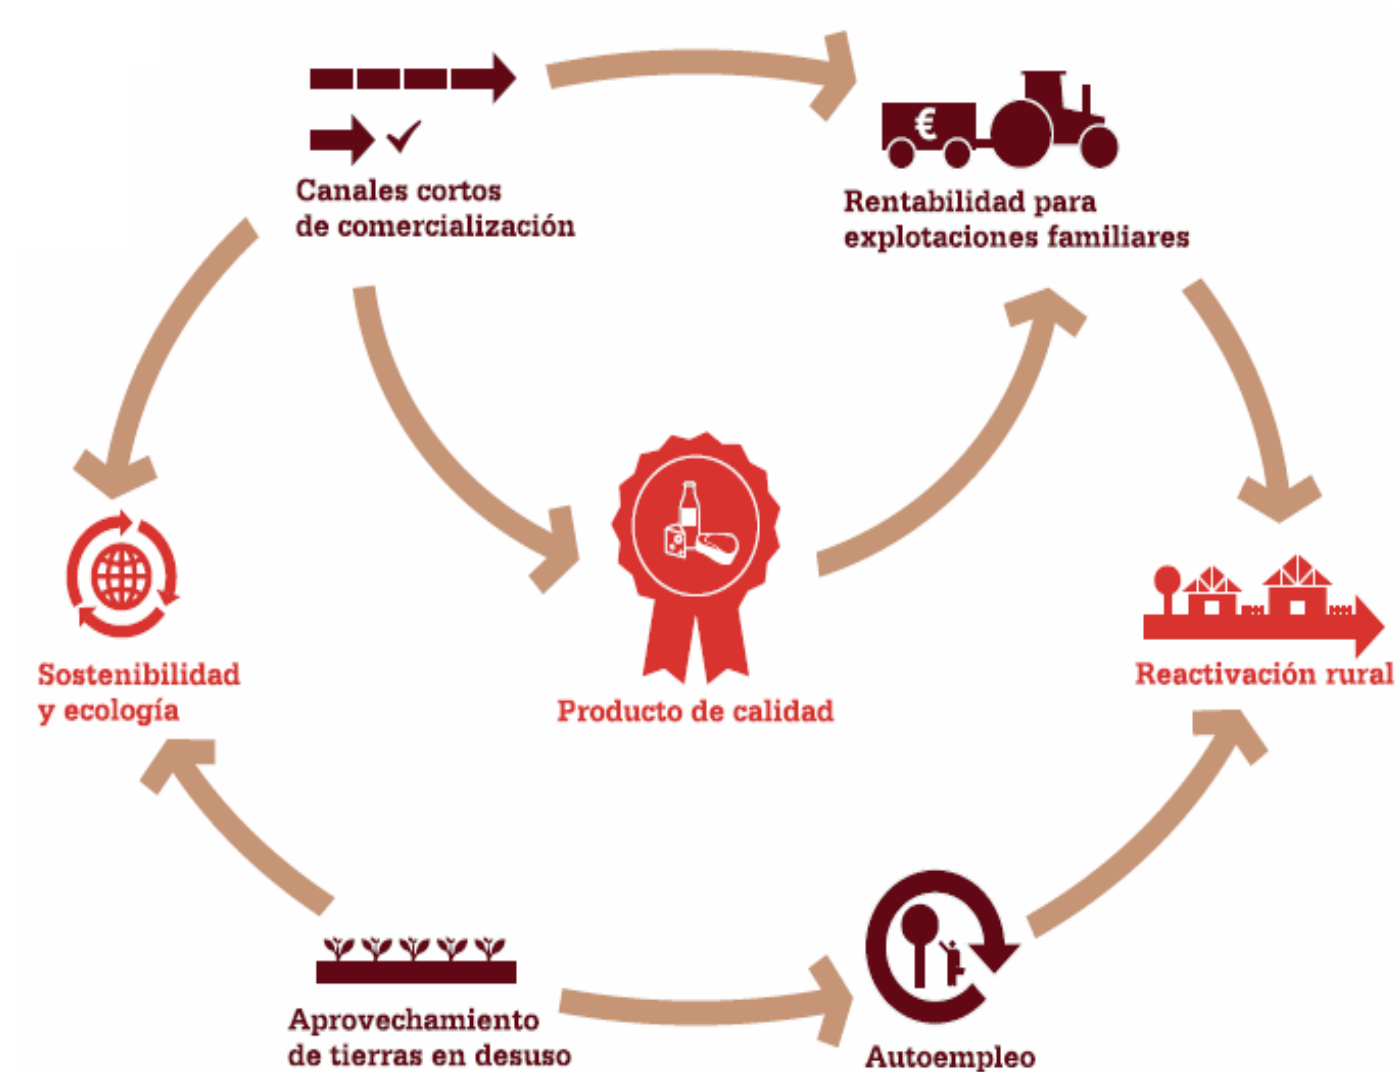 Canales cortos
de comercialización
€
Rentabilidad para
explotaciones familiares
Sostenibilidad
y ecología
Producto de calidad
Reactivación rural
Aprovechamiento
de tierras en desuso
Autoempleo